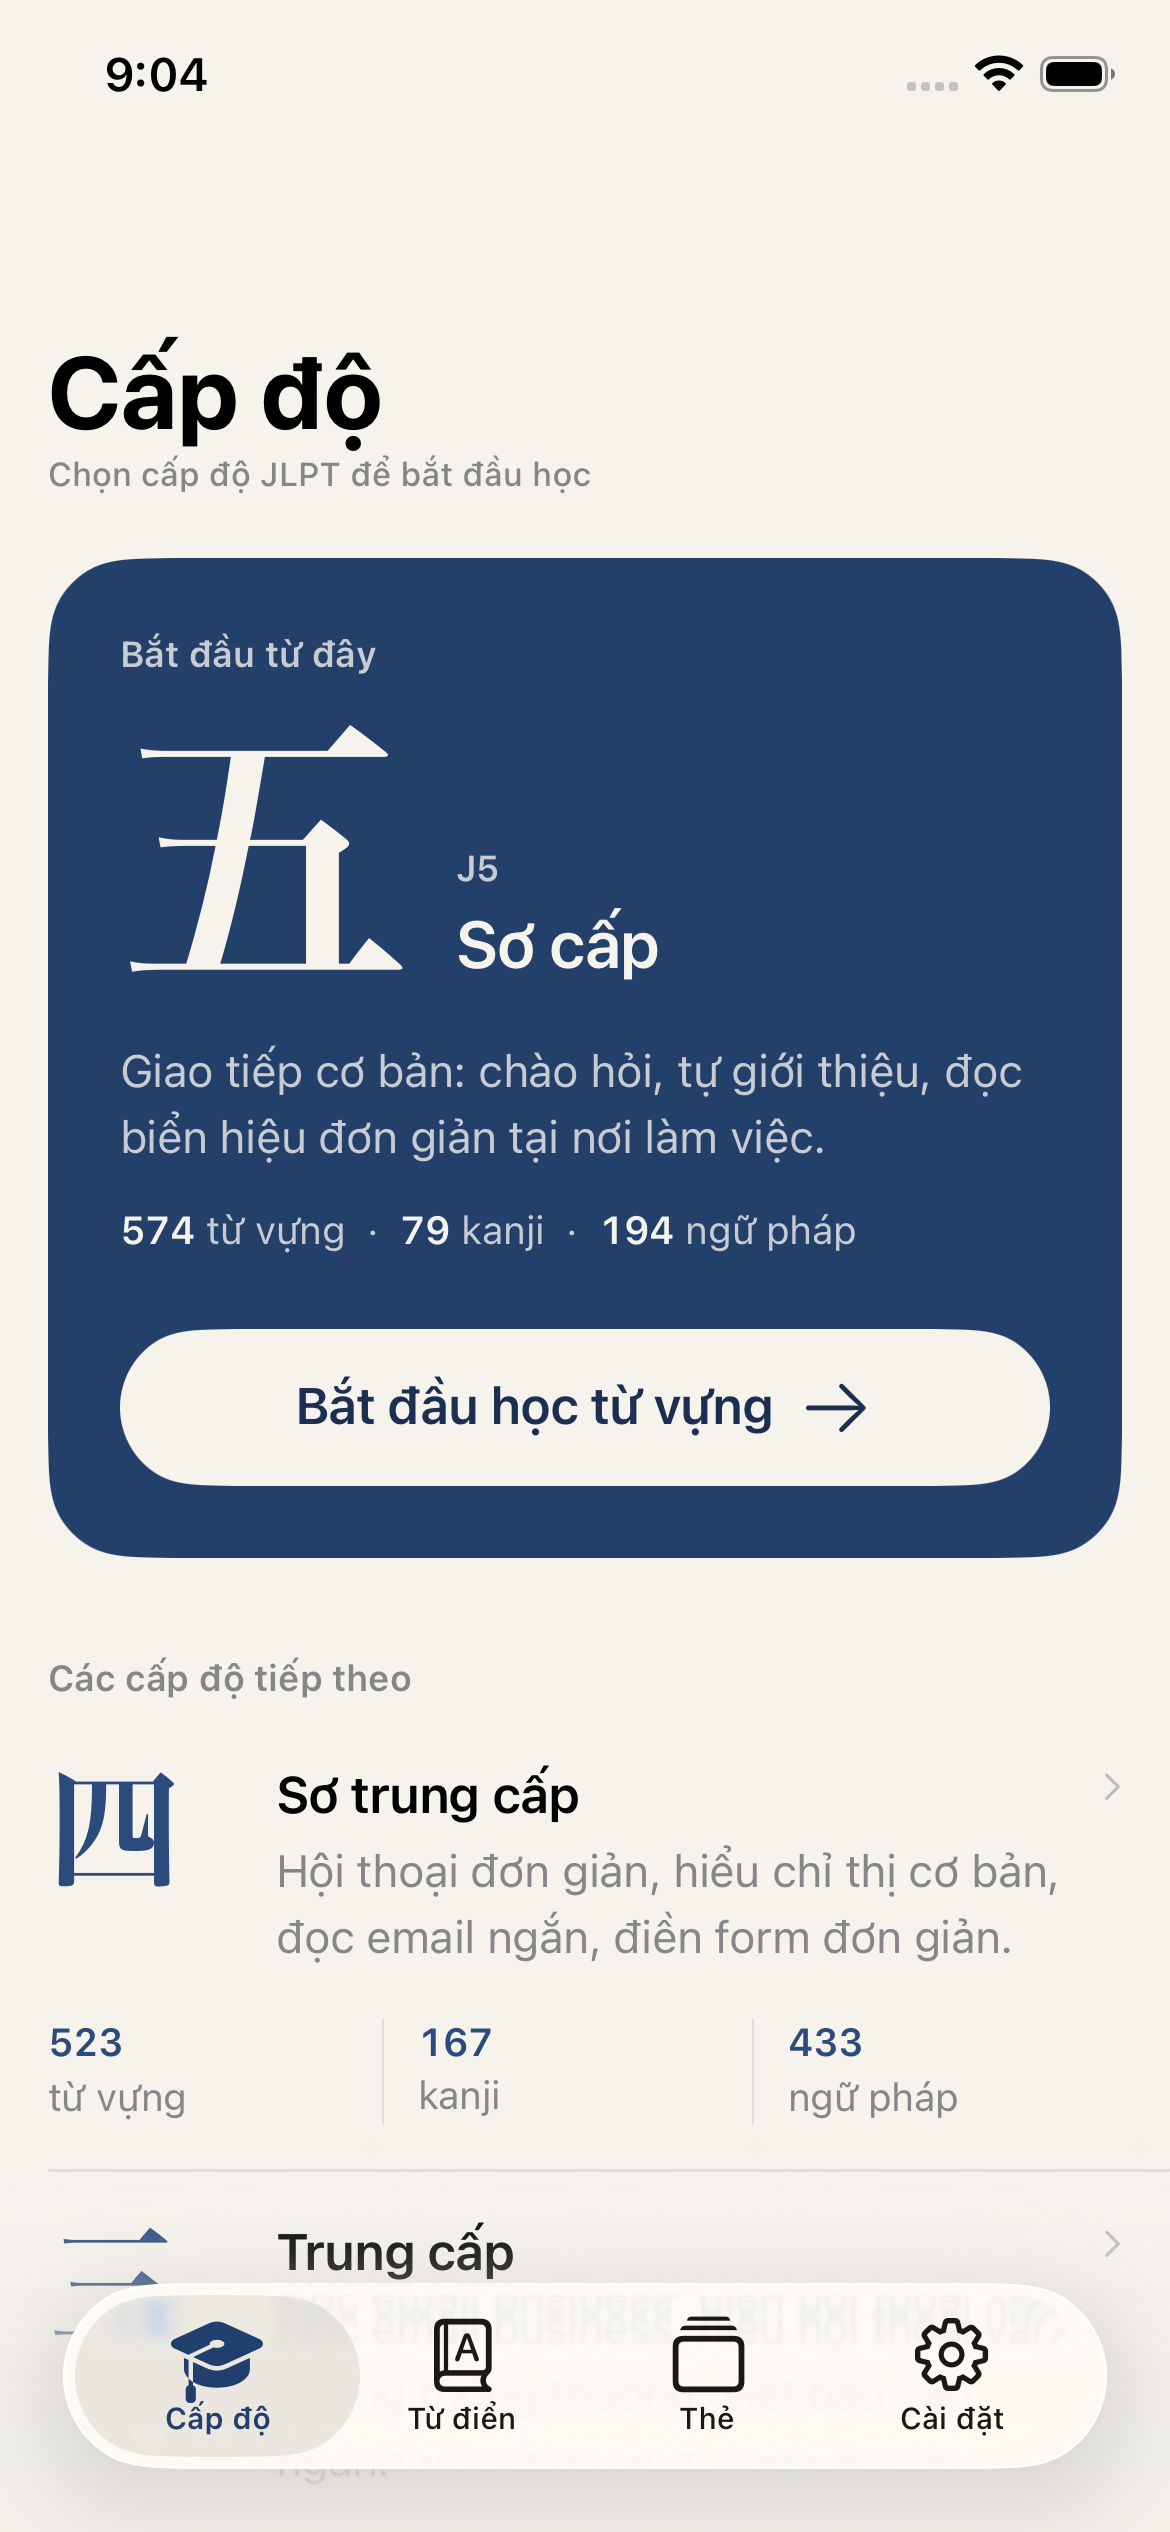 9:04
Cấp độ
Chọn cấp độ JLPT để bắt đầu học
Bắt đầu từ đây
五
J5
Sơ cấp
Giao tiếp cơ bản: chào hỏi, tự giới thiệu, đọc
biển hiệu đơn giản tại nơi làm việc.
574 từ vựng · 79 kanji · 194 ngữ pháp
Bắt đầu học từ vựng →
Các cấp độ tiếp theo
四
Sơ trung cấp
Hội thoại đơn giản, hiểu chỉ thị cơ bản,
đọc email ngắn, điền form đơn giản.
523 167 433
từ vựng kanji ngữ pháp
三
Trung cấp
email business
ngắn.
Cấp độ Từ điển Thẻ Cài đặt